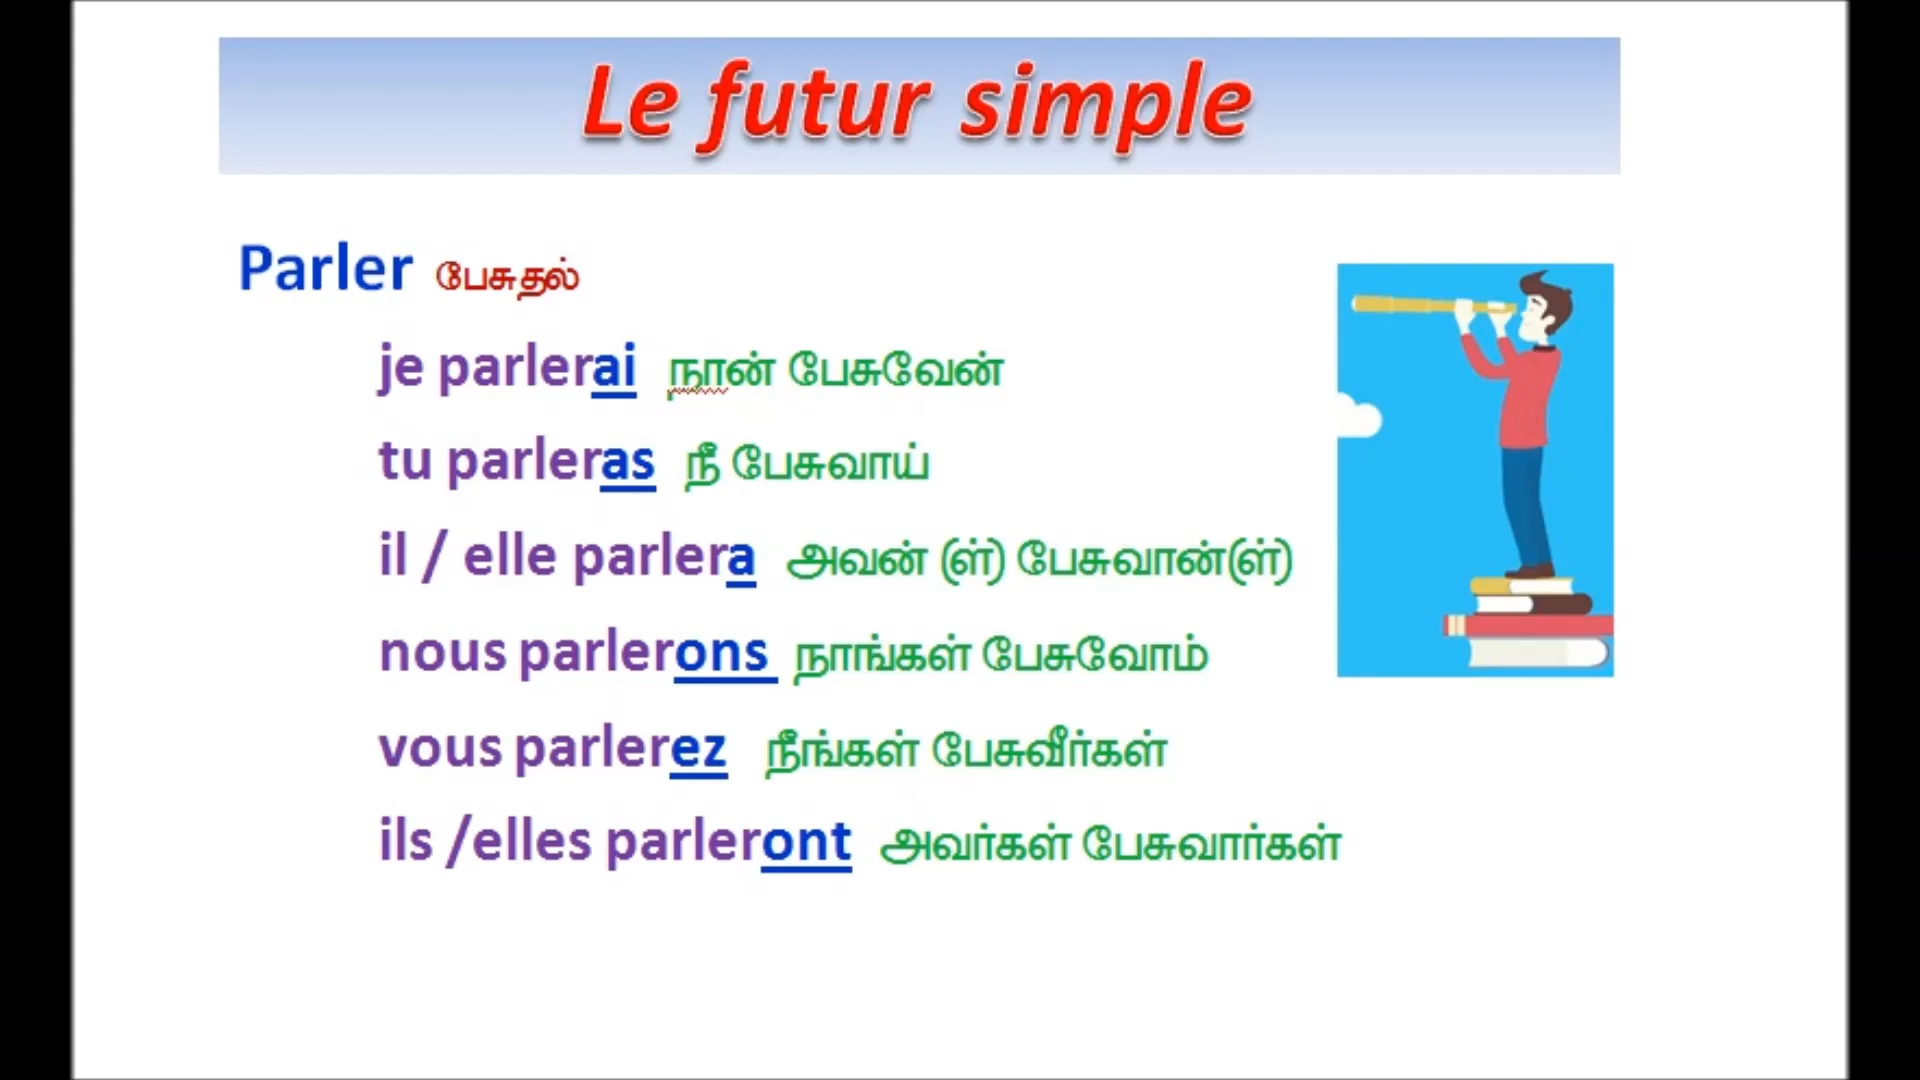 Le futur simple
Parler பேசுதல்
je parlerai நான் பேசுவேன்
tu parleras நீ பேசுவாய்
il / elle parlera அவன் (ள்) பேசுவான்(ள்)
nous parlerons நாங்கள் பேசுவோம்
vous parlerez நீங்கள் பேசுவீர்கள்
ils /elles parleront அவர்கள் பேசுவார்கள்